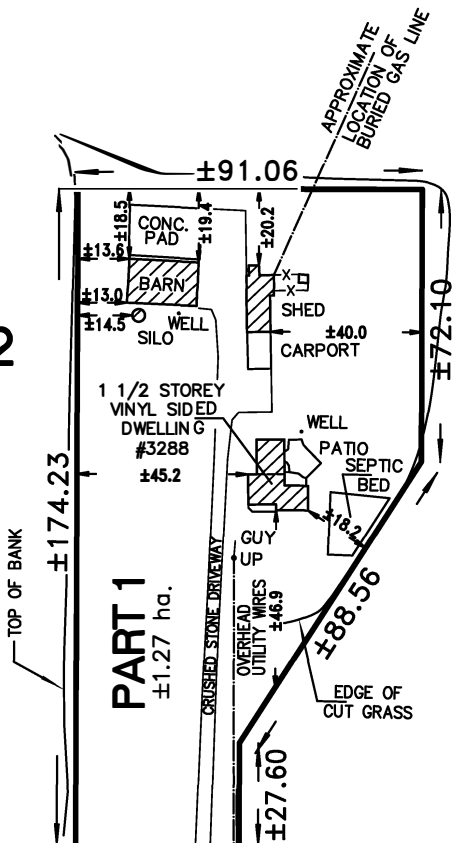 APPROXIMATE
LOCATION OF
BURIED GAS LINE
±91.06
±18.5
CONC.
PAD
±19.4
±20.2
±13.6
BARN
X
X
±13.0
SHED
±14.5
WELL
SILO
±40.0
CARPORT
±72.10
2
1 1/2 STOREY
VINYL SIDED
DWELLING
#3288
±45.2
WELL
PATIO
SEPTIC
BED
±18.2
±174.23
GUY
UP
TOP OF BANK
PART 1
±1.27 ha.
CRUSHED STONE DRIVEWAY
OVERHEAD
UTILITY WIRES
±46.9
±88.56
EDGE OF
CUT GRASS
±27.60